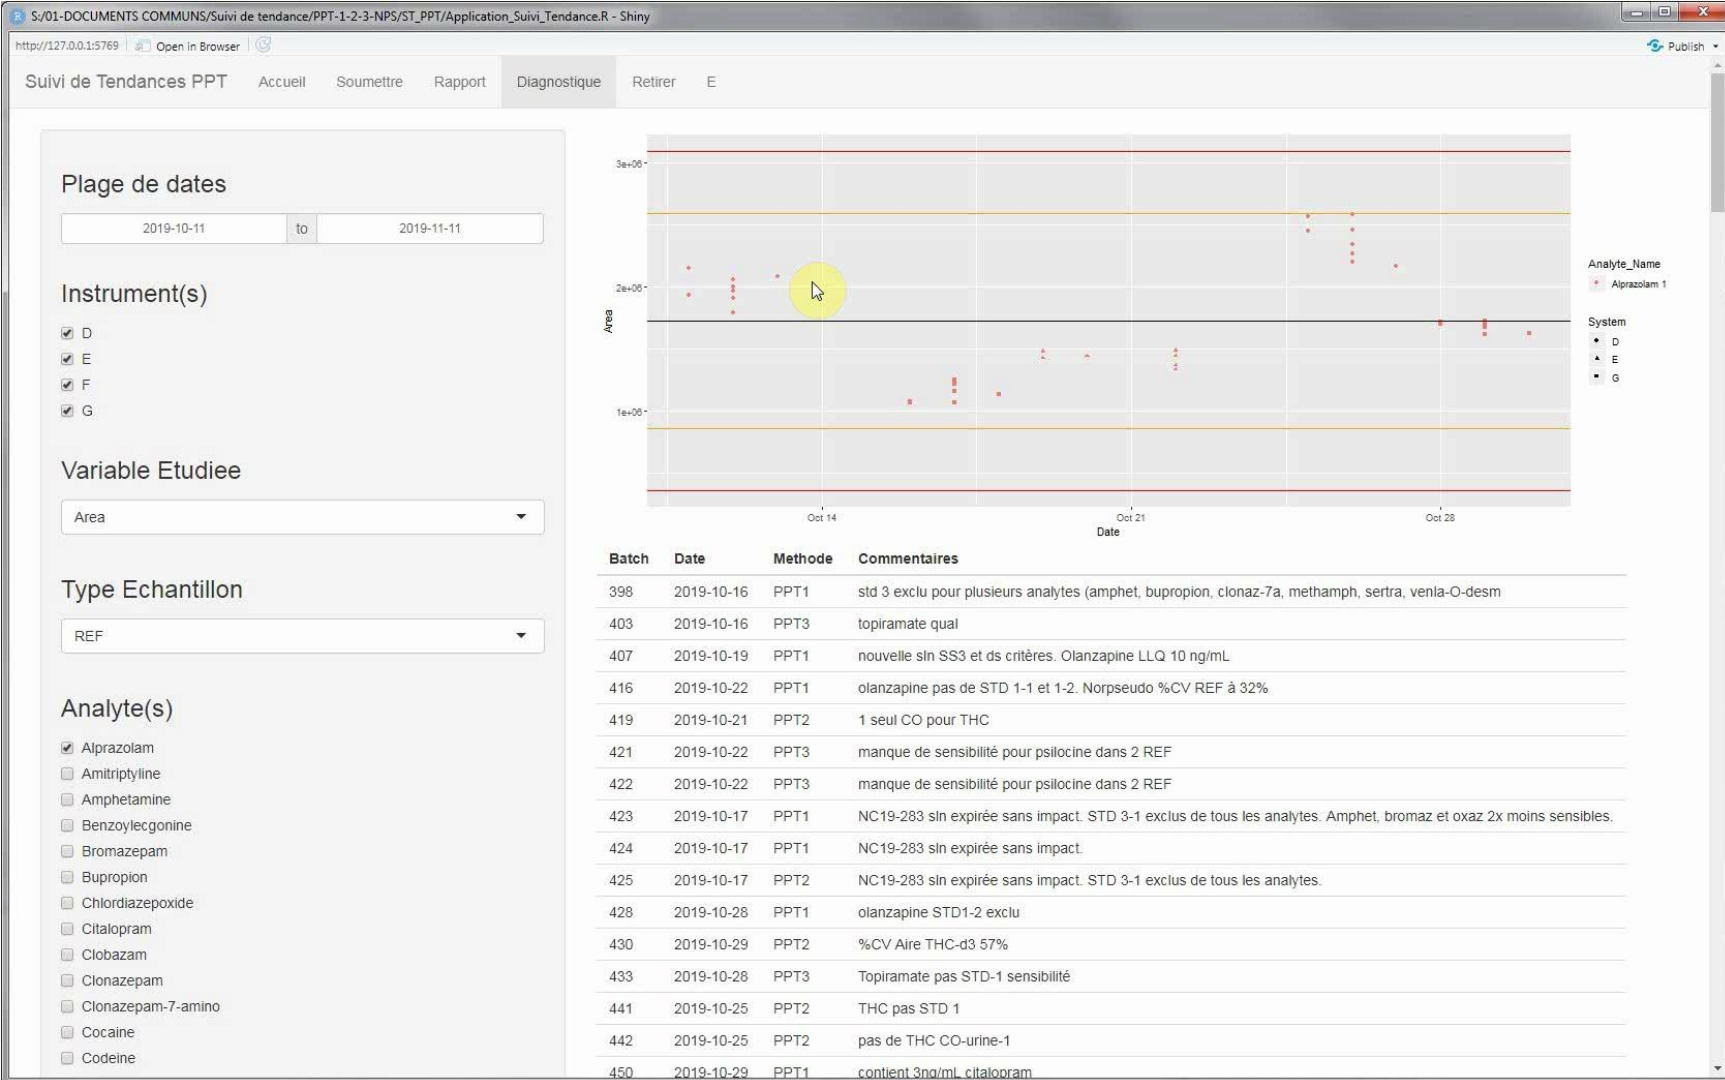 S:/01-DOCUMENTS COMMUNS/Suivi de tendance/PPT-1-2-3-NPS/ST_PPT/Application_Suivi_Tendance.R - Shiny
http://127.0.0.1:5769 Open in Browser Publish
Suivi de Tendances PPT Accueil Soumettre Rapport Diagnostique Retirer E
Plage de dates
2019-10-11 to 2019-11-11
Instrument(s)
D
E
F
G
Variable Etudiee
Area
Type Echantillon
REF
Analyte(s)
Alprazolam
Amitriptyline
Amphetamine
Benzoylecgonine
Bromazepam
Bupropion
Chlordiazepoxide
Citalopram
Clobazam
Clonazepam
Clonazepam-7-amino
Cocaine
Codeine
3e+06
2e+06
1e+06
Area
Oct 14 Oct 21 Oct 28
Date
Analyte_Name
Alprazolam 1
System
D
E
G
Batch Date Methode Commentaires
398 2019-10-16 PPT1 std 3 exclu pour plusieurs analytes (amphet, bupropion, clonaz-7a, methamph, sertra, venla-O-desm
403 2019-10-16 PPT3 topiramate qual
407 2019-10-19 PPT1 nouvelle sln SS3 et ds critères. Olanzapine LLQ 10 ng/mL
416 2019-10-22 PPT1 olanzapine pas de STD 1-1 et 1-2. Norpseudo %CV REF à 32%
419 2019-10-21 PPT2 1 seul CO pour THC
421 2019-10-22 PPT3 manque de sensibilité pour psilocine dans 2 REF
422 2019-10-22 PPT3 manque de sensibilité pour psilocine dans 2 REF
423 2019-10-17 PPT1 NC19-283 sln expirée sans impact. STD 3-1 exclus de tous les analytes. Amphet, bromaz et oxaz 2x moins sensibles.
424 2019-10-17 PPT1 NC19-283 sln expirée sans impact.
425 2019-10-17 PPT2 NC19-283 sln expirée sans impact. STD 3-1 exclus de tous les analytes.
428 2019-10-28 PPT1 olanzapine STD1-2 exclu
430 2019-10-29 PPT2 %CV Aire THC-d3 57%
433 2019-10-28 PPT3 Topiramate pas STD-1 sensibilité
441 2019-10-25 PPT2 THC pas STD 1
442 2019-10-25 PPT2 pas de THC CO-urine-1
450 2019-10-29 PPT1 contient 3ng/mL citalopram